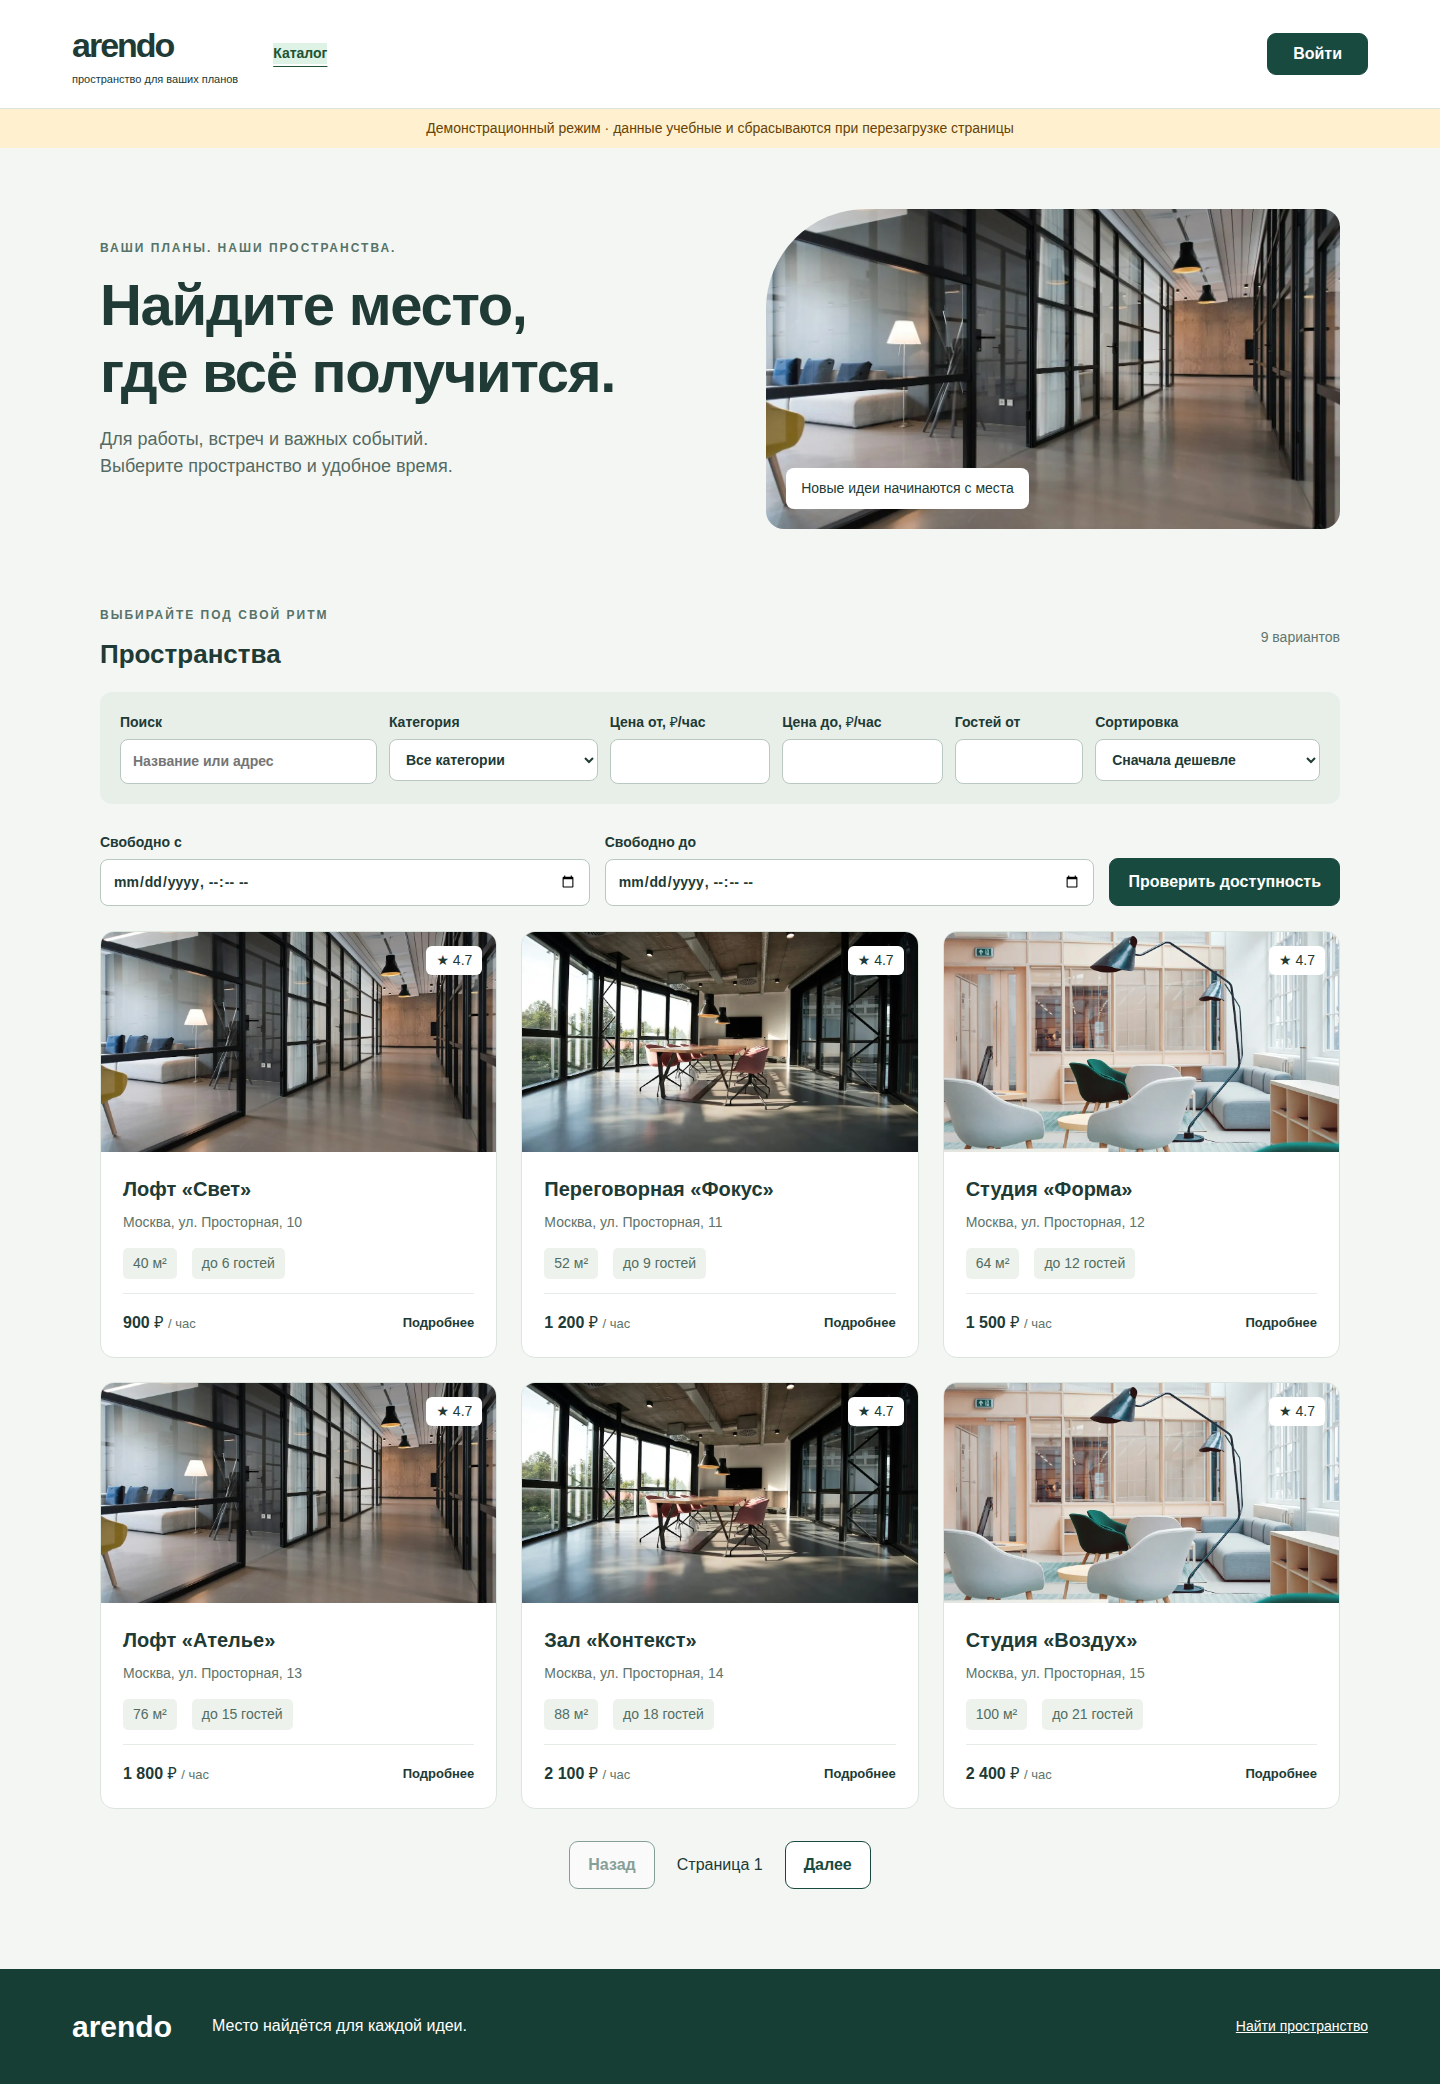 arendo
пространство для ваших планов
Каталог
Войти
Демонстрационный режим · данные учебные и сбрасываются при перезагрузке страницы
ВАШИ ПЛАНЫ. НАШИ ПРОСТРАНСТВА.
Найдите место,
где всё получится.
Для работы, встреч и важных событий.
Выберите пространство и удобное время.
Новые идеи начинаются с места
ВЫБИРАЙТЕ ПОД СВОЙ РИТМ
Пространства
9 вариантов
Поиск Категория Цена от, ₽/час Цена до, ₽/час Гостей от Сортировка
Название или адрес Все категории Сначала дешевле
Свободно с Свободно до
mm/dd/yyyy, --:-- -- mm/dd/yyyy, --:-- -- Проверить доступность
★ 4.7 ★ 4.7 ★ 4.7
Лофт «Свет» Переговорная «Фокус» Студия «Форма»
Москва, ул. Просторная, 10 Москва, ул. Просторная, 11 Москва, ул. Просторная, 12
40 м² до 6 гостей 52 м² до 9 гостей 64 м² до 12 гостей
900 ₽ / час Подробнее 1 200 ₽ / час Подробнее 1 500 ₽ / час Подробнее
★ 4.7 ★ 4.7 ★ 4.7
Лофт «Ателье» Зал «Контекст» Студия «Воздух»
Москва, ул. Просторная, 13 Москва, ул. Просторная, 14 Москва, ул. Просторная, 15
76 м² до 15 гостей 88 м² до 18 гостей 100 м² до 21 гостей
1 800 ₽ / час Подробнее 2 100 ₽ / час Подробнее 2 400 ₽ / час Подробнее
Назад Страница 1 Далее
arendo Место найдётся для каждой идеи. Найти пространство